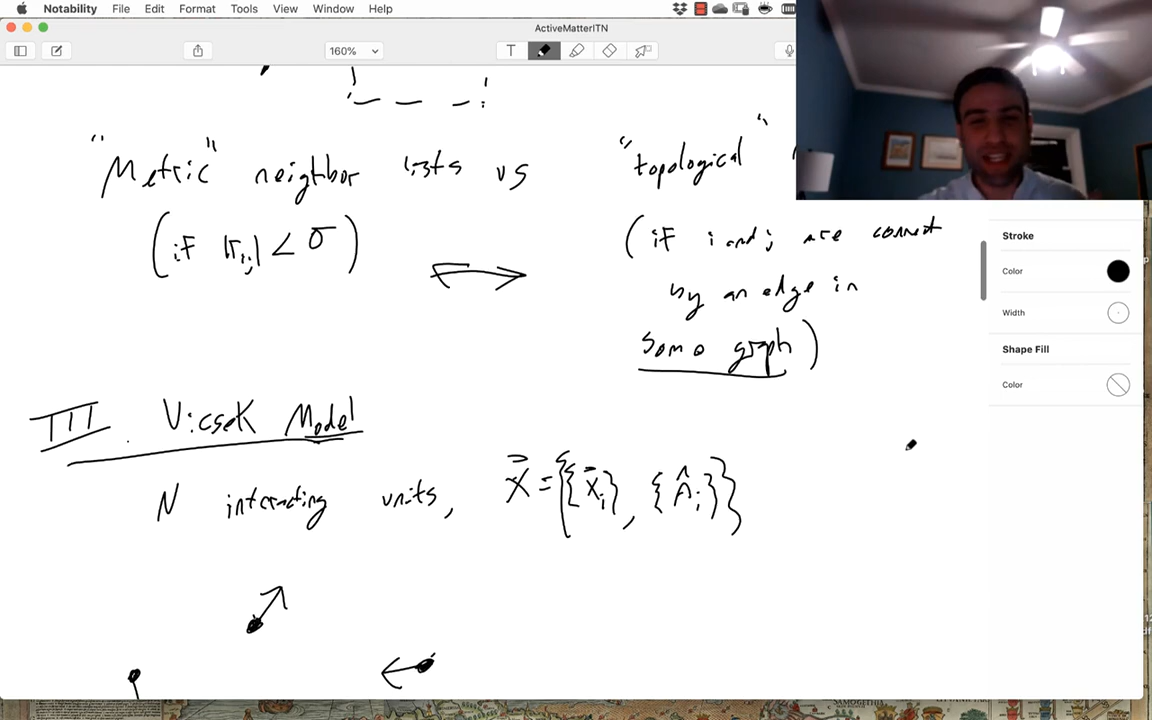 Notability File Edit Format Tools View Window Help
ActiveMatterITN
160%
T
"Metric" neighbor lists vs
(if |r_ij| < σ)
"topological"
(if i and j are connect
by an edge in
some graph)
Stroke
Color
Width
Shape Fill
Color
III. Vicsek Model
N interacting units, X⃗ = {{x⃗_i}, {n̂_i}}